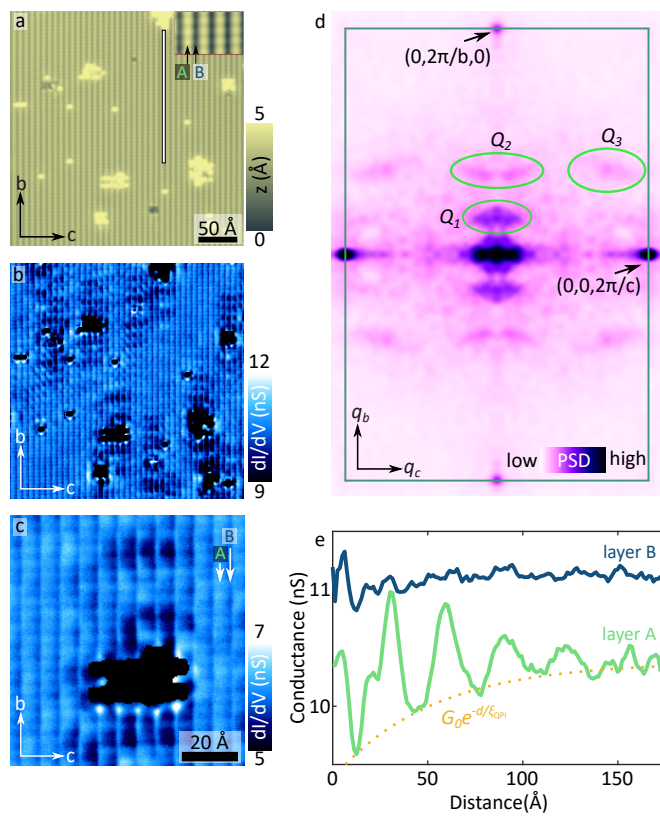 a
A
B
b
c
50 Å
5
z (Å)
0
b
b
c
12
dI/dV (nS)
9
c
B
A
b
c
20 Å
7
dI/dV (nS)
5
d
(0,2π/b,0)
Q2
Q3
Q1
(0,0,2π/c)
qb
qc
low PSD high
e
layer B
11
layer A
10
G0e-d/ξQPI
Conductance (nS)
0 50 100 150
Distance(Å)